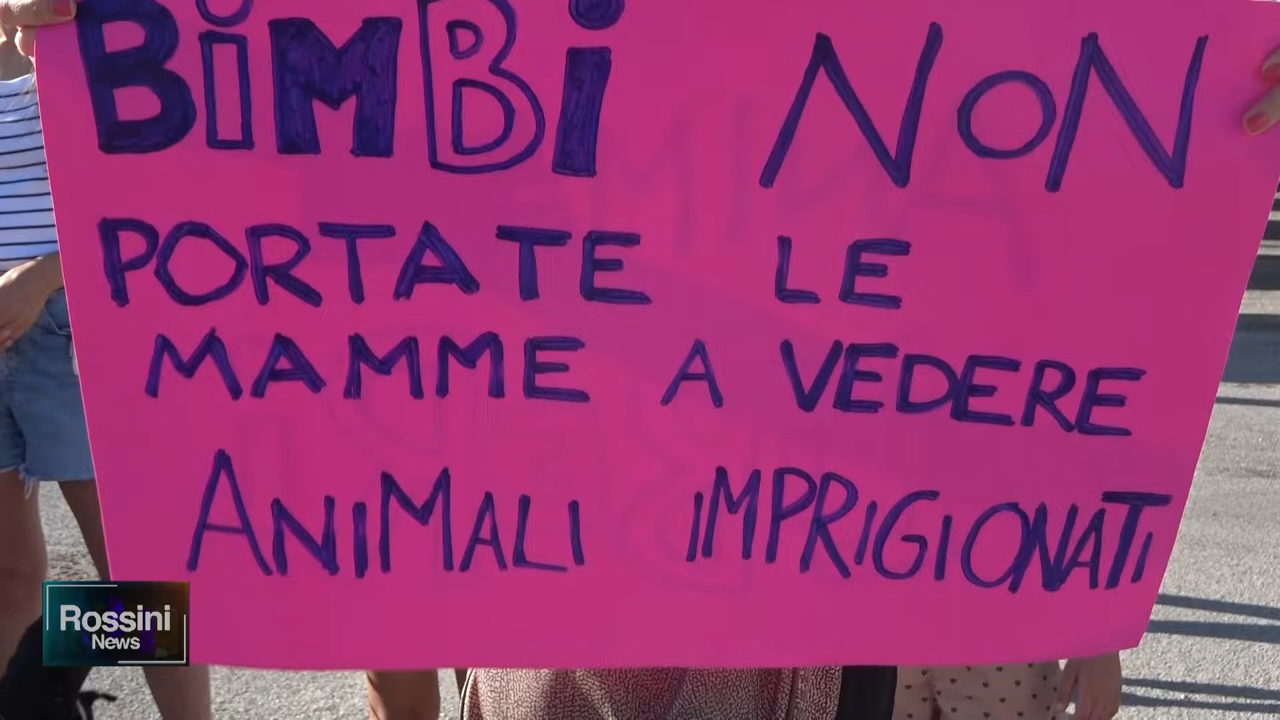 BiMBi NON
PORTATE LE
MAMME A VEDERE
ANIMALI iMPRIGIONATI
Rossini
News